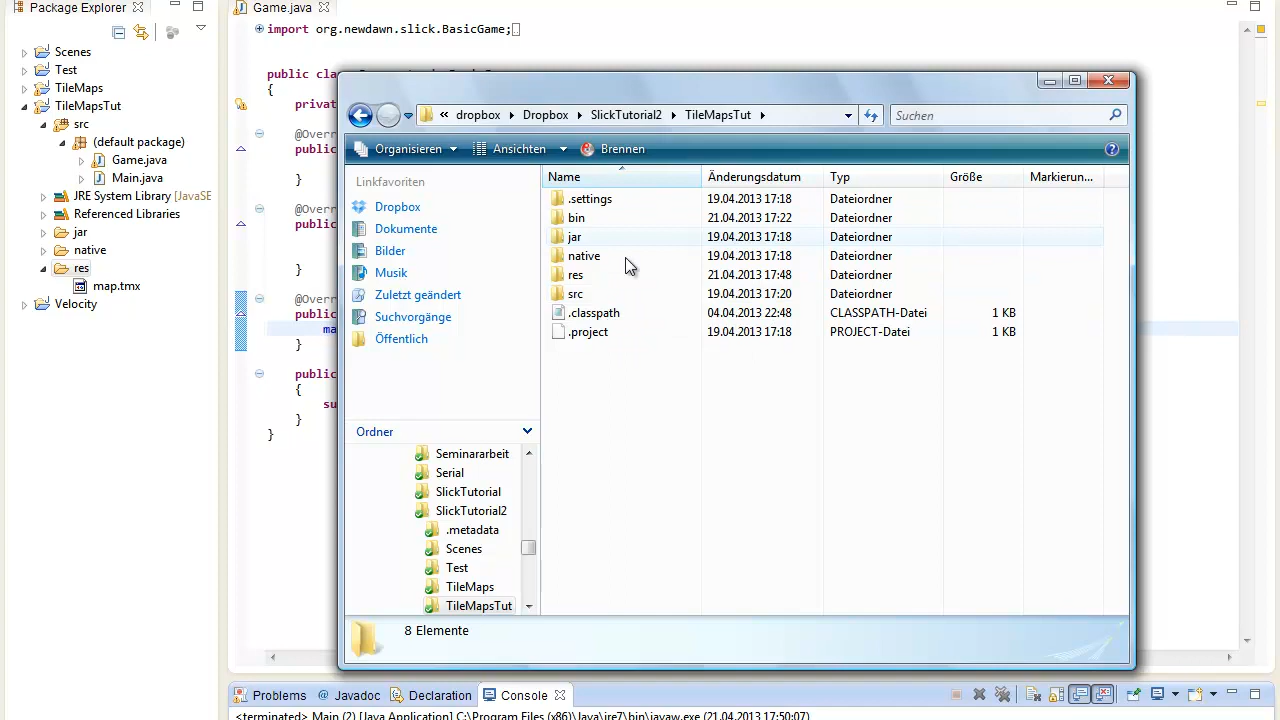 Package Explorer
Scenes
Test
TileMaps
TileMapsTut
src
(default package)
Game.java
Main.java
JRE System Library [JavaSE
Referenced Libraries
jar
native
res
map.tmx
Velocity
Game.java
import org.newdawn.slick.BasicGame;
public
{
privat
@Overr
public
}
@Overr
public
}
@Overr
public
ma
}
public
{
su
}
}
« dropbox Dropbox SlickTutorial2 TileMapsTut
Suchen
Organisieren Ansichten Brennen
Linkfavoriten
Dropbox
Dokumente
Bilder
Musik
Zuletzt geändert
Suchvorgänge
Öffentlich
Ordner
Seminararbeit
Serial
SlickTutorial
SlickTutorial2
.metadata
Scenes
Test
TileMaps
TileMapsTut
Name Änderungsdatum Typ Größe Markierun...
.settings 19.04.2013 17:13 Dateiordner
bin 21.04.2013 17:22 Dateiordner
jar 19.04.2013 17:18 Dateiordner
native 19.04.2013 17:18 Dateiordner
res 21.04.2013 17:48 Dateiordner
src 19.04.2013 17:20 Dateiordner
.classpath 04.04.2013 22:48 CLASSPATH-Datei 1 KB
.project 19.04.2013 17:18 PROJECT-Datei 1 KB
8 Elemente
Problems @ Javadoc Declaration Console
<terminated> Main (2) [Java Application] C:\Program Files (x86)\Java\jre7\bin\javaw.exe (21.04.2013 17:50:07)